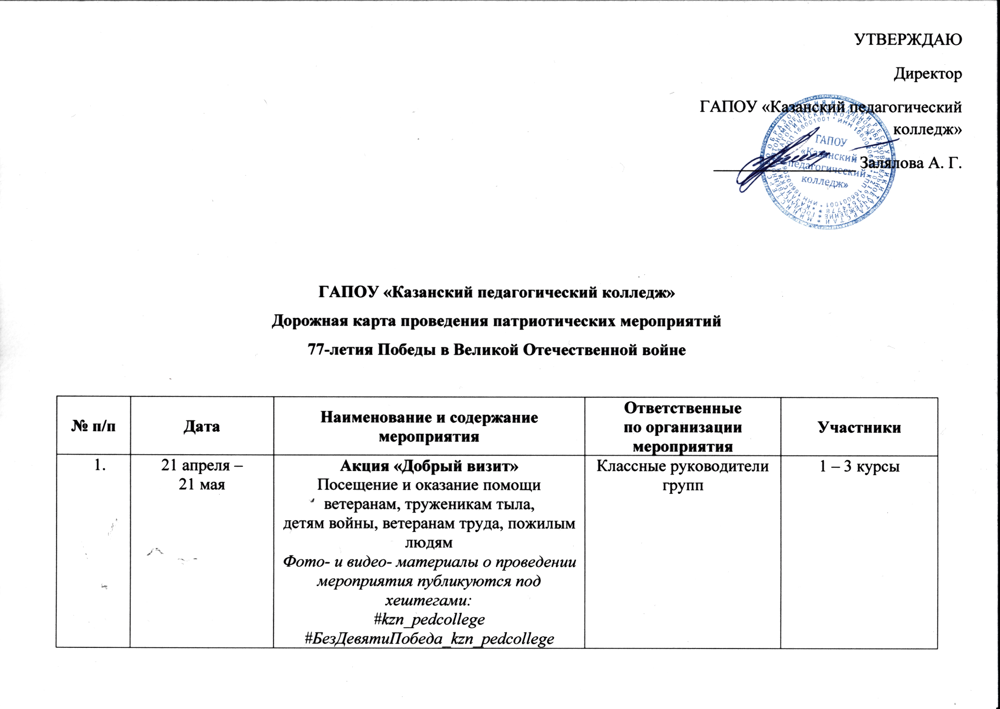 УТВЕРЖДАЮ
Директор
ГАПОУ «Казанский педагогический
колледж»
Залялова А. Г.
ГАПОУ
«Казанский
педагогический
колледж»
ГАПОУ «Казанский педагогический колледж»
Дорожная карта проведения патриотических мероприятий
77-летия Победы в Великой Отечественной войне
№ п/п
Дата
Наименование и содержание
мероприятия
Ответственные
по организации
мероприятия
Участники
1.
21 апреля –
21 мая
Акция «Добрый визит»
Посещение и оказание помощи
ветеранам, труженикам тыла,
детям войны, ветеранам труда, пожилым
людям
Фото- и видео- материалы о проведении
мероприятия публикуются под
хештегами:
#kzn_pedcollege
#БезДевятиПобеда_kzn_pedcollege
Классные руководители
групп
1 – 3 курсы